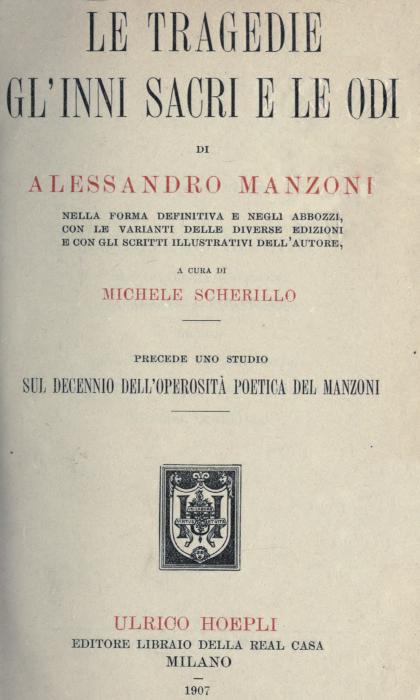 LE TRAGEDIE
GL'INNI SACRI E LE ODI
DI
ALESSANDRO MANZONI
NELLA FORMA DEFINITIVA E NEGLI ABBOZZI,
CON LE VARIANTI DELLE DIVERSE EDIZIONI
E CON GLI SCRITTI ILLUSTRATIVI DELL'AUTORE,
A CURA DI
MICHELE SCHERILLO
PRECEDE UNO STUDIO
SUL DECENNIO DELL'OPEROSITÀ POETICA DEL MANZONI
ULRICO HOEPLI
EDITORE LIBRAIO DELLA REAL CASA
MILANO
1907